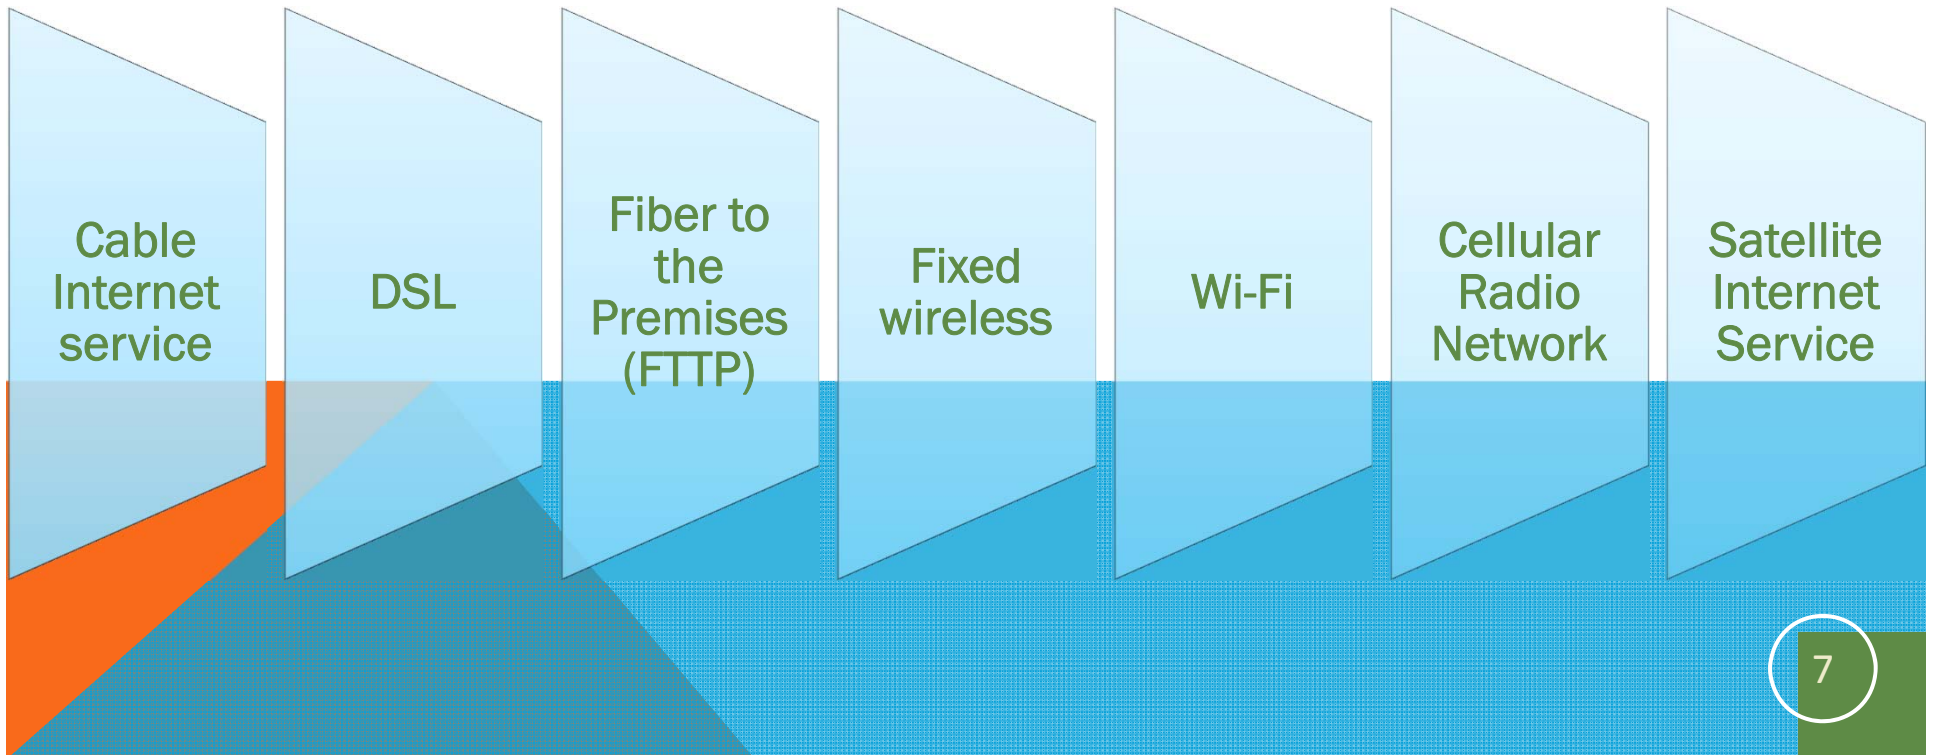 Cable
Internet
service
DSL
Fiber to
the
Premises
(FTTP)
Fixed
wireless
Wi-Fi
Cellular
Radio
Network
Satellite
Internet
Service
7